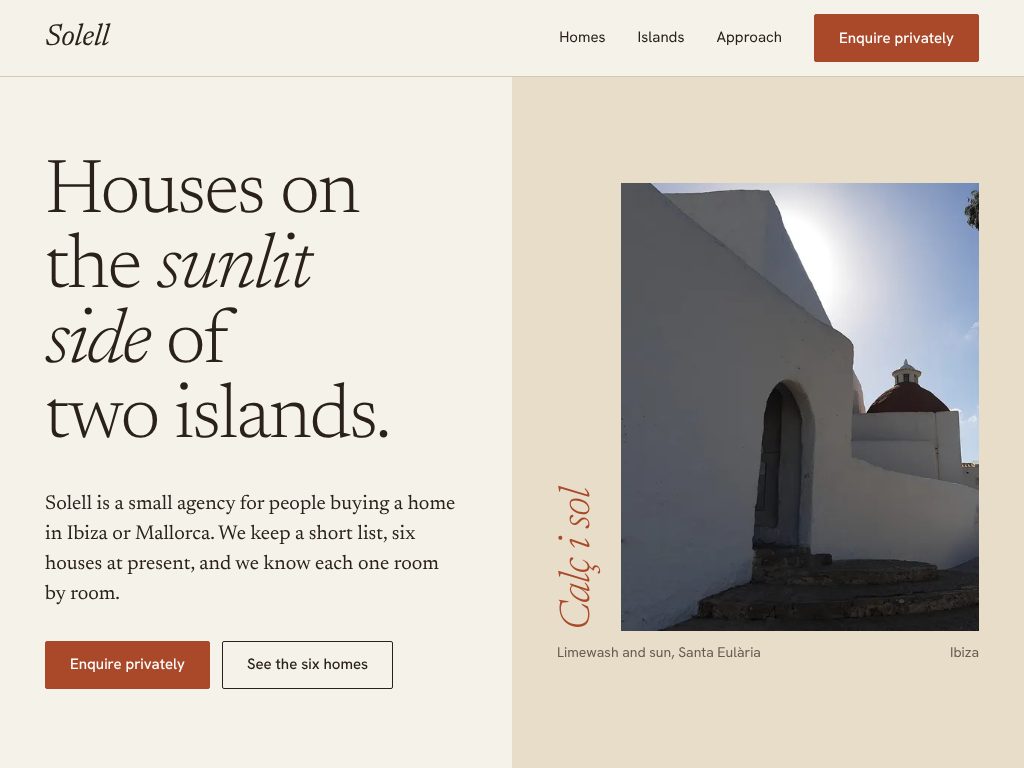 Solell
Home Islands Approach Enquire privately
Houses on
the sunlit
side of
two islands.
Solell is a small agency for people buying a home
in Ibiza or Mallorca. We keep a short list, six
houses at present, and we know each one room
by room.
Enquire privately See the six homes
Calç i sol
Limewash and sun, Santa Eulària Ibiza